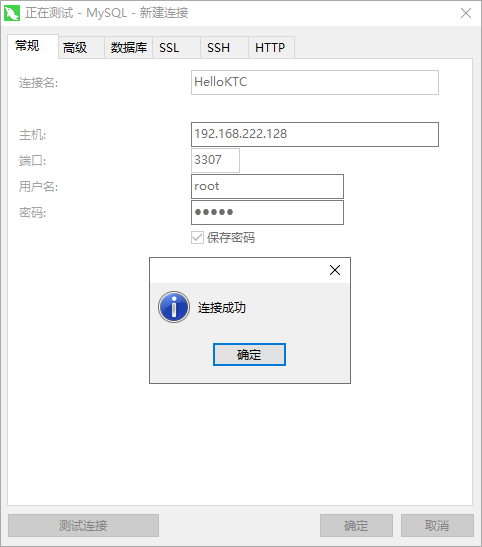 正在测试 - MySQL - 新建连接
常规 高级 数据库 SSL SSH HTTP
连接名: HelloKTC
主机: 192.168.222.128
端口: 3307
用户名: root
密码: ●●●●●
保存密码
连接成功
确定
测试连接 确定 取消